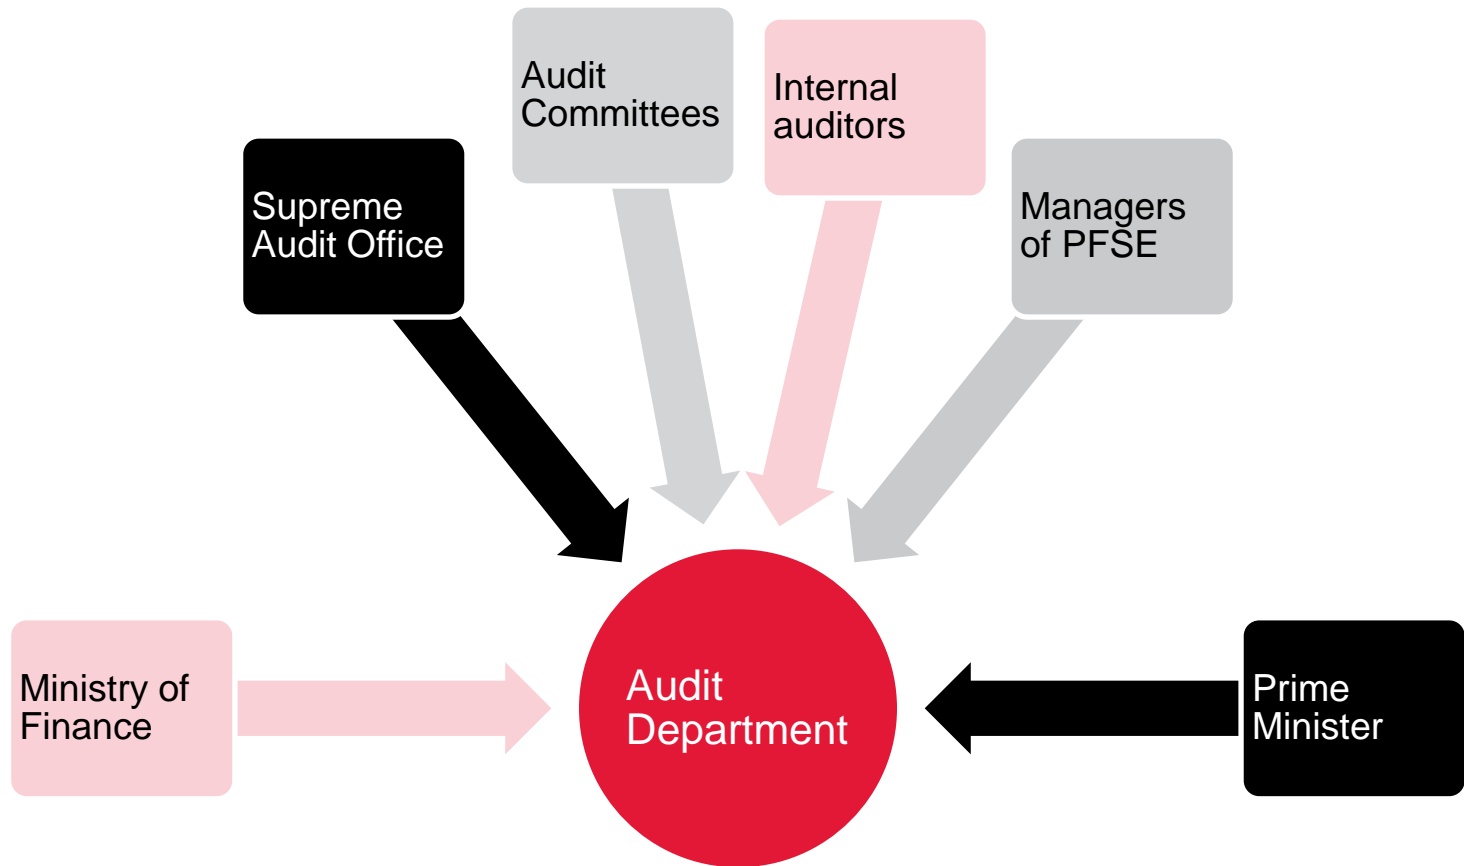 Audit
Committees
Internal
auditors
Supreme
Audit Office
Managers
of PFSE
Ministry of
Finance
Audit
Department
Prime
Minister